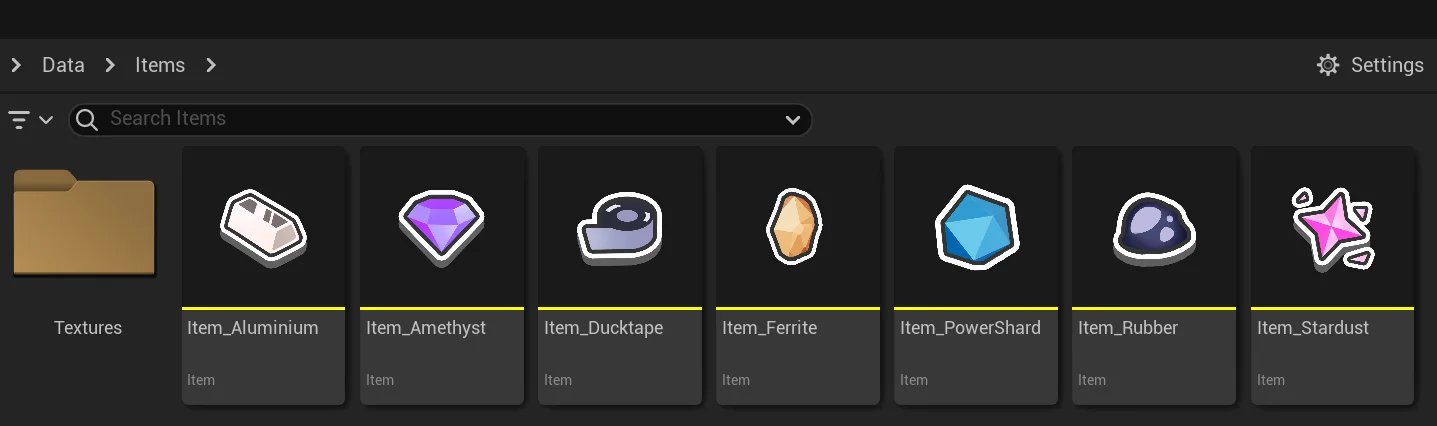 Data Items Settings
Search Items
Textures Item_Aluminium Item_Amethyst Item_Ducktape Item_Ferrite Item_PowerShard Item_Rubber Item_Stardust
Item Item Item Item Item Item Item